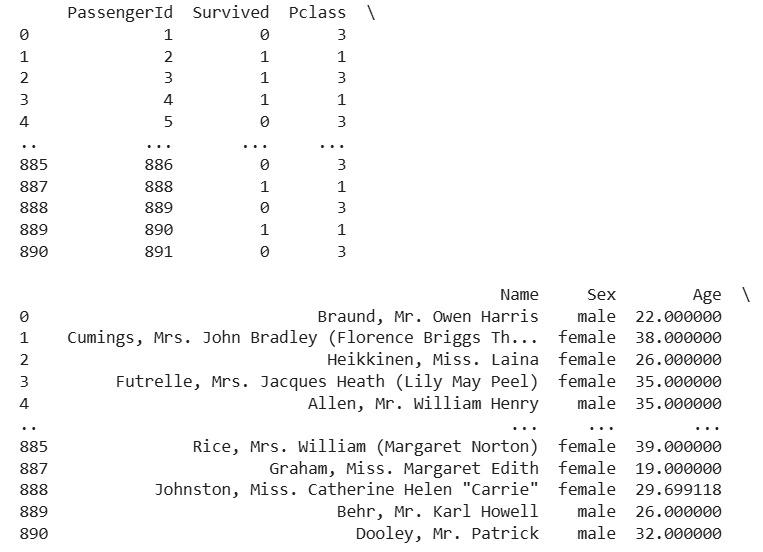 PassengerId  Survived  Pclass  \
0              1         0       3
1              2         1       1
2              3         1       3
3              4         1       1
4              5         0       3
..           ...       ...     ...
885          886         0       3
887          888         1       1
888          889         0       3
889          890         1       1
890          891         0       3

                                                  Name     Sex        Age  \
0                              Braund, Mr. Owen Harris    male  22.000000
1    Cumings, Mrs. John Bradley (Florence Briggs Th...  female  38.000000
2                               Heikkinen, Miss. Laina  female  26.000000
3         Futrelle, Mrs. Jacques Heath (Lily May Peel)  female  35.000000
4                             Allen, Mr. William Henry    male  35.000000
..                                                 ...     ...        ...
885               Rice, Mrs. William (Margaret Norton)  female  39.000000
887                       Graham, Miss. Margaret Edith  female  19.000000
888           Johnston, Miss. Catherine Helen "Carrie"  female  29.699118
889                              Behr, Mr. Karl Howell    male  26.000000
890                                Dooley, Mr. Patrick    male  32.000000